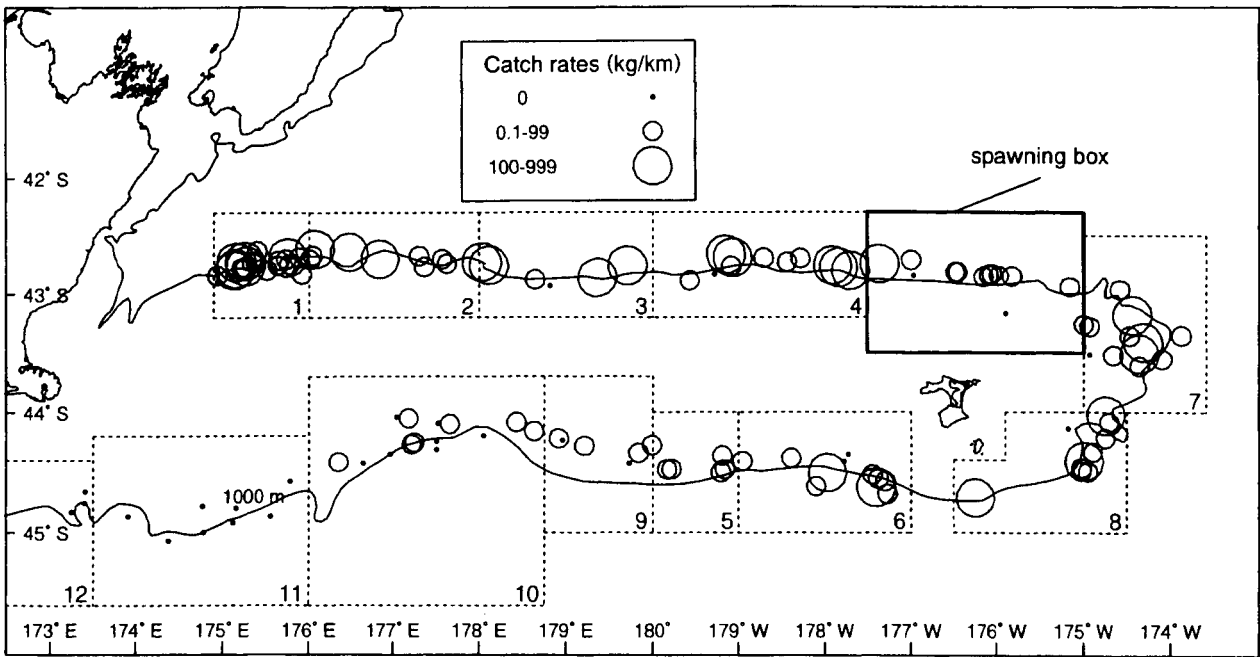 Catch rates (kg/km)
0
0.1-99
100-999
spawning box
42° S
43° S
44° S
45° S
1
2
3
4
7
1000 m
9
5
6
8
12
11
10
173° E
174° E
175° E
176° E
177° E
178° E
179° E
180°
179° W
178° W
177° W
176° W
175° W
174° W